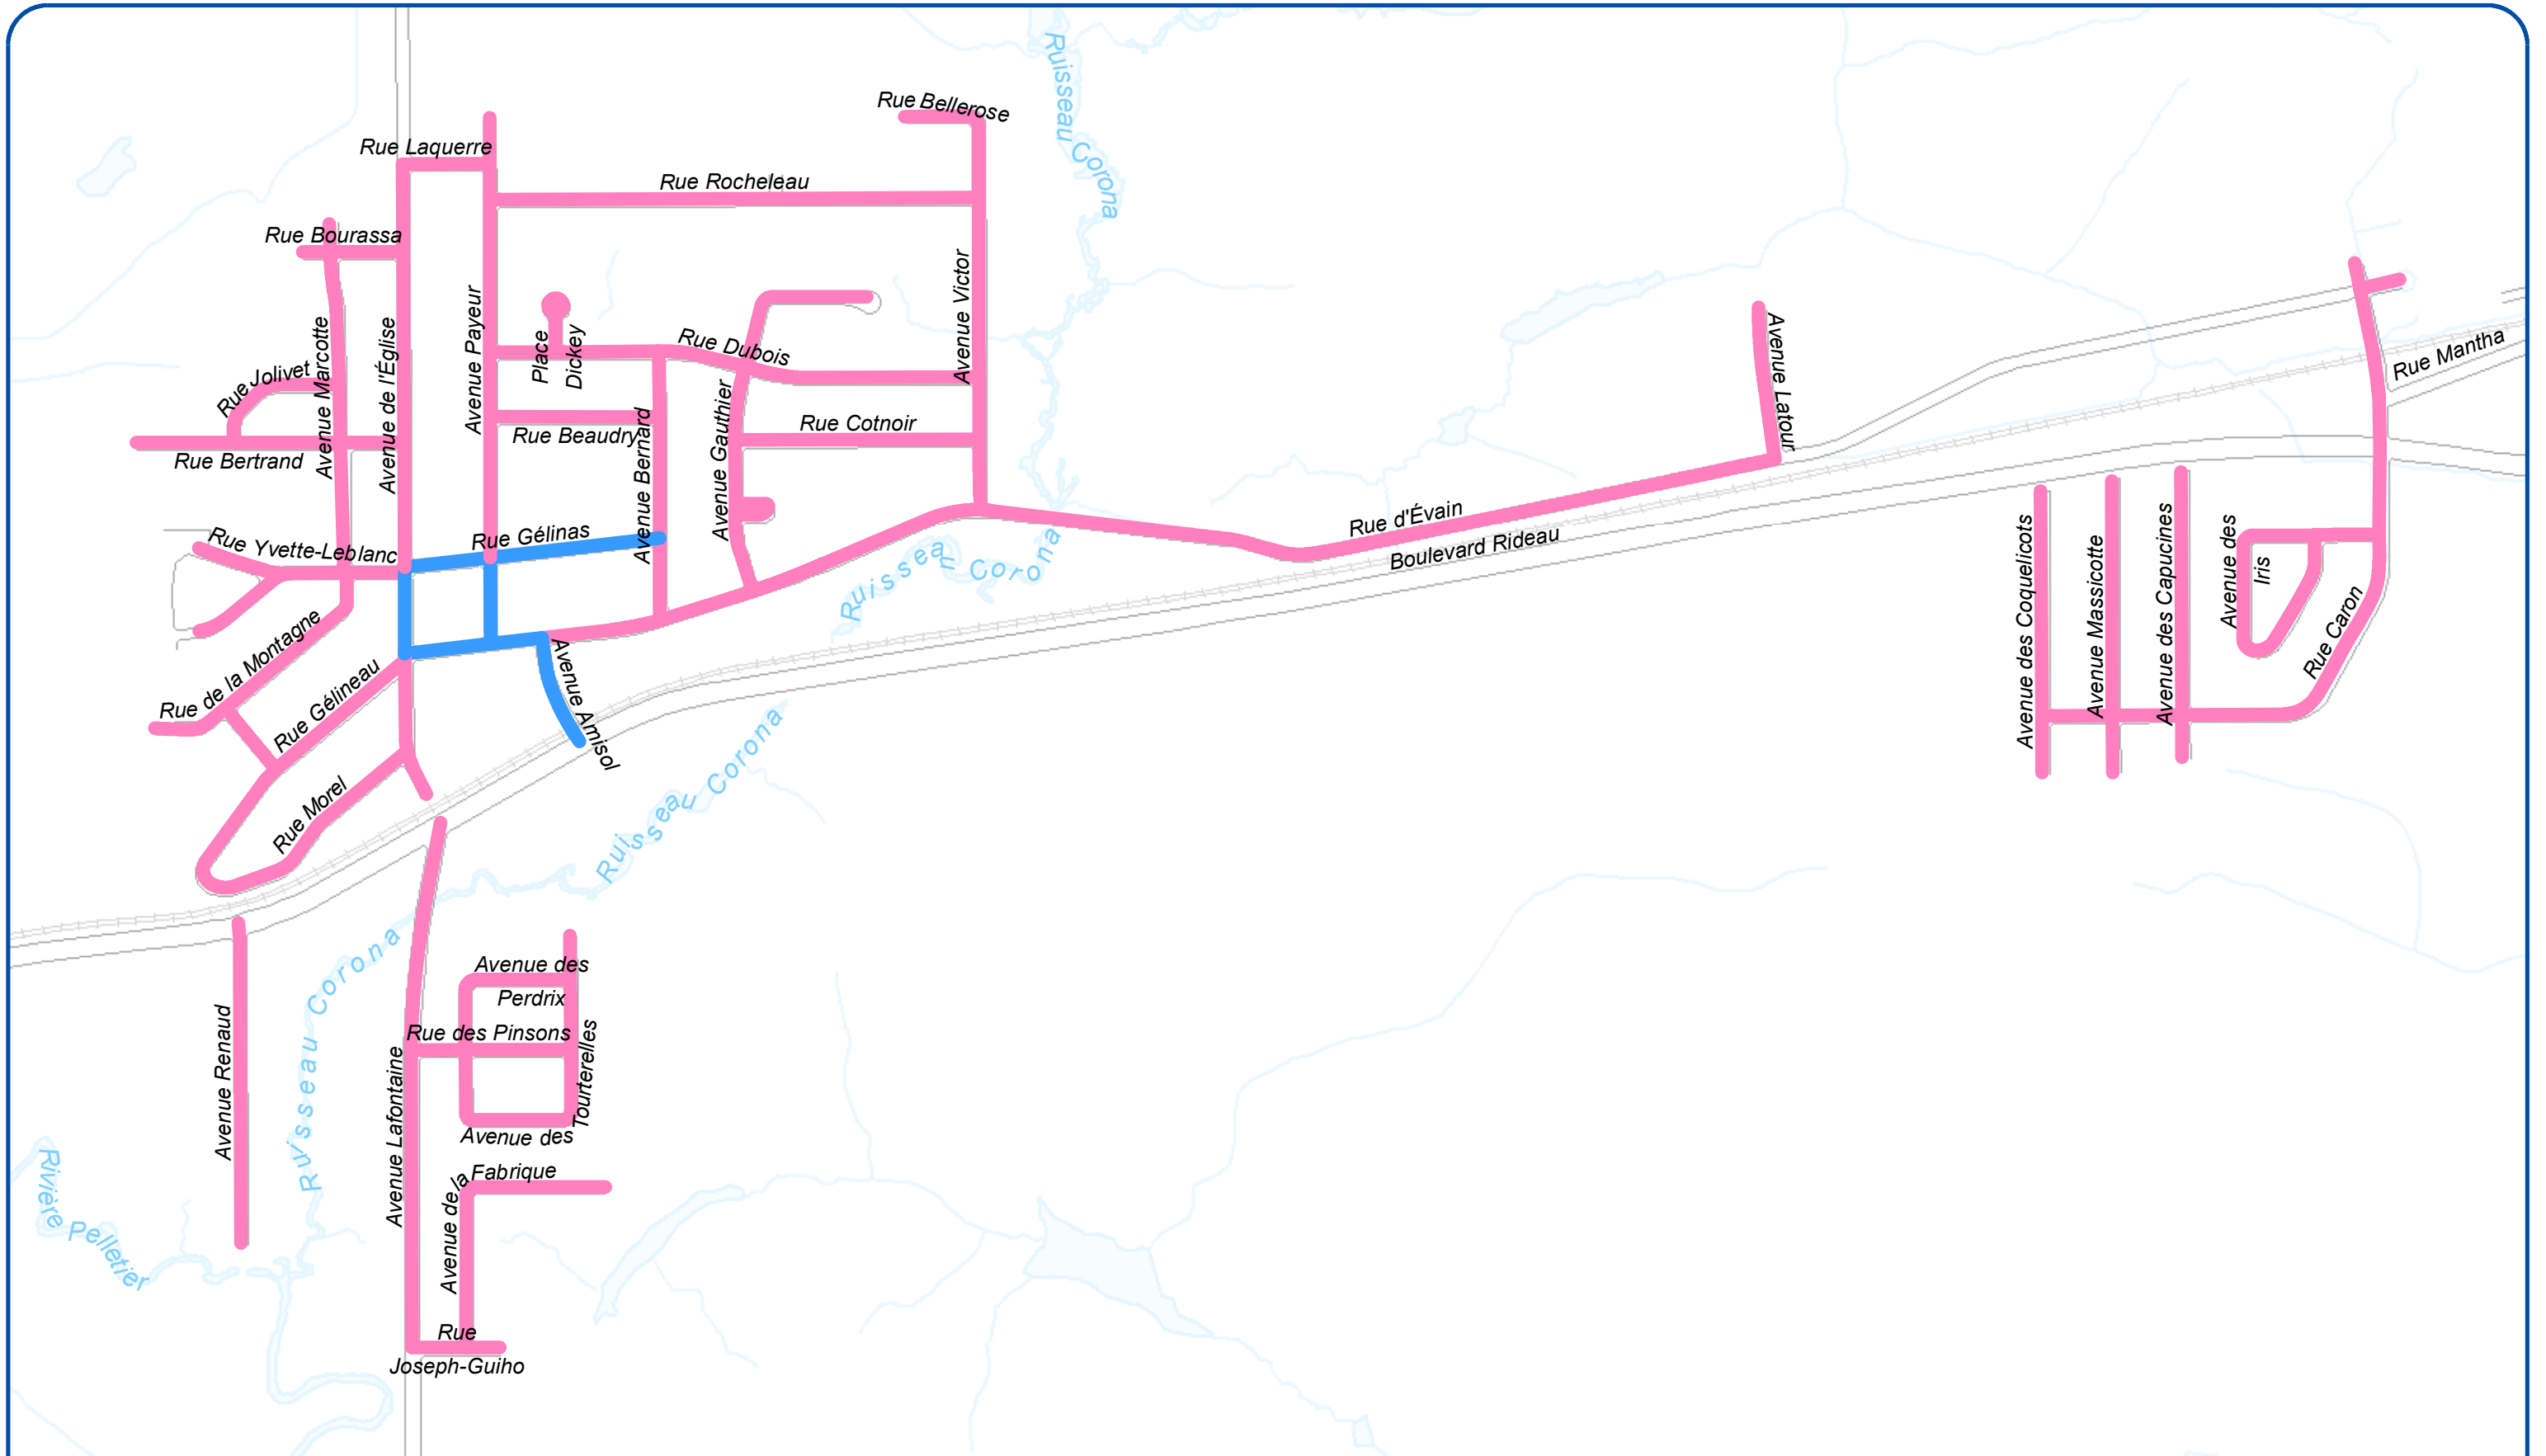 Ruisseau Corona
Rue Bellerose
Rue Laquerre
Rue Rocheleau
Rue Bourassa
Avenue Victor
Avenue Payeur
Avenue Marcotte
Avenue de l'Église
Place
Dickey
Rue Dubois
Avenue Latour
Rue Mantha
Rue Jolivet
Avenue Gauthier
Rue Cotnoir
Rue Beaudry
Avenue Bernard
Rue Bertrand
Rue d'Évain
Boulevard Rideau
Rue Gélinas
Rue Yvette-Leblanc
Ruisseau Corona
Avenue des Coquelicots
Avenue Massicotte
Avenue des Capucines
Avenue des
Iris
Rue Caron
Rue de la Montagne
Rue Gélineau
Avenue Amisol
Rue Morel
Ruisseau Corona
Ruisseau Corona
Avenue des
Perdrix
Rue des Pinsons
Avenue Renaud
Avenue Lafontaine
Avenue des Tourterelles
Avenue de la Fabrique
Rivière Pelletier
Rue
Joseph-Guiho